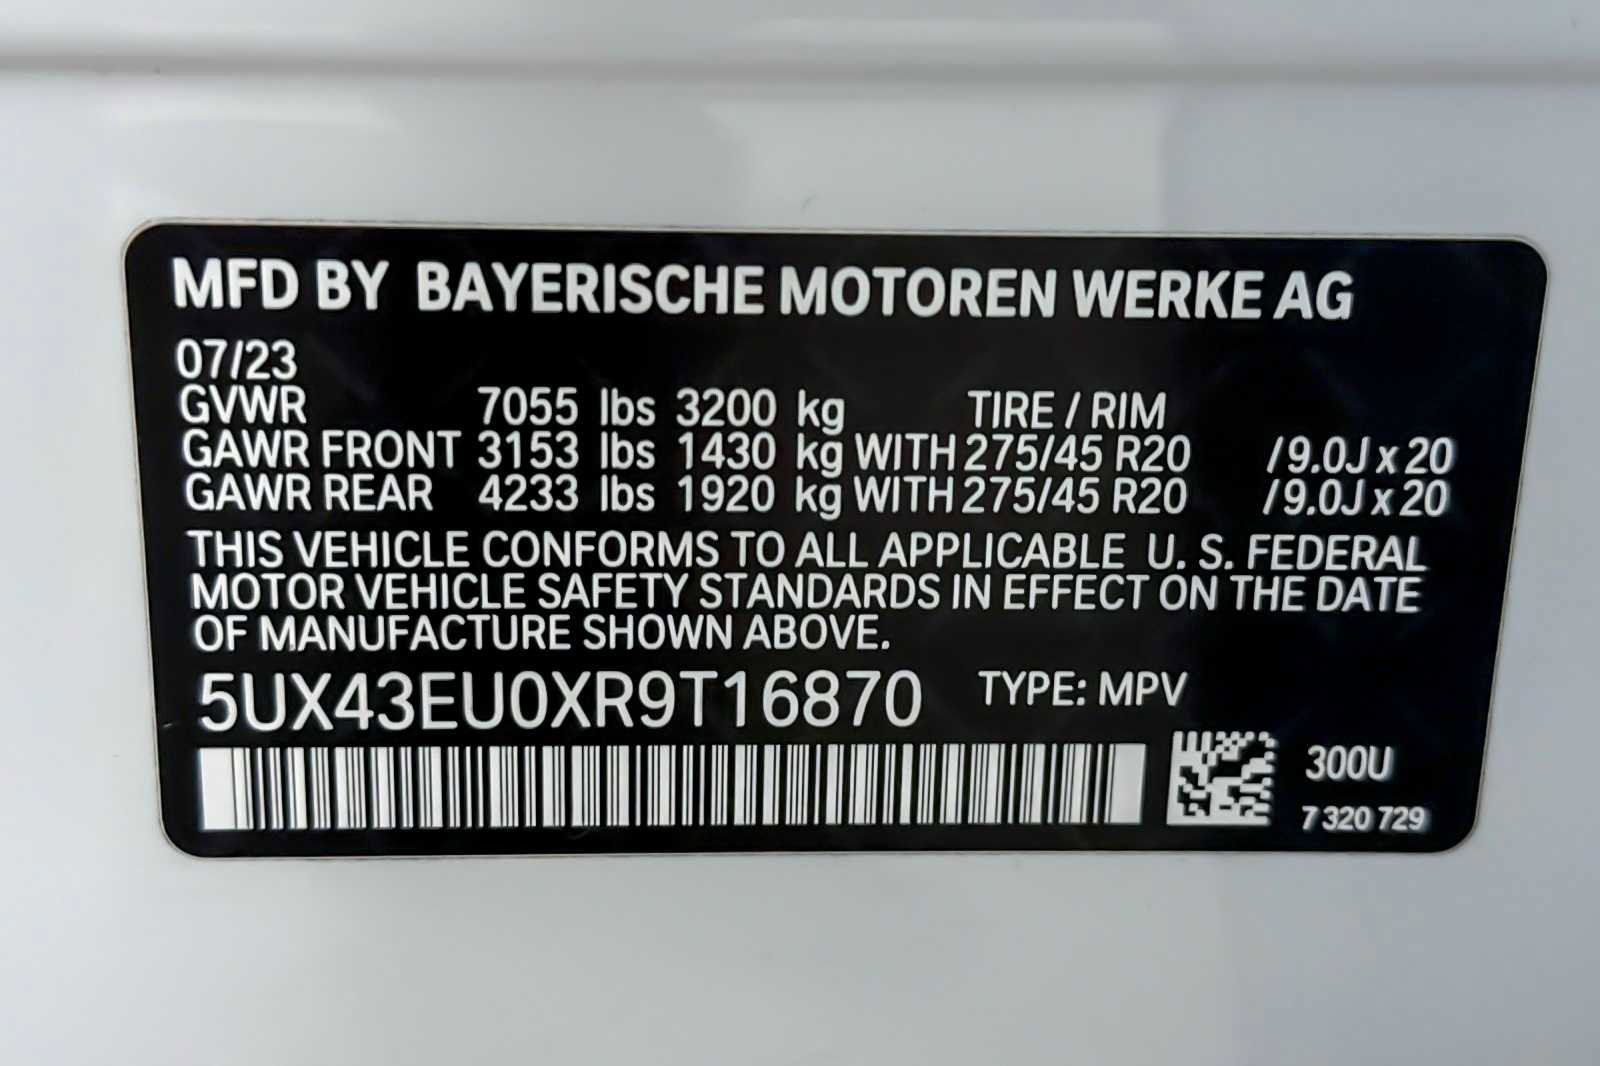 MFD BY BAYERISCHE MOTOREN WERKE AG
07/23
GVWR 7055 lbs 3200 kg TIRE / RIM
GAWR FRONT 3153 lbs 1430 kg WITH 275/45 R20 /9.0J x 20
GAWR REAR 4233 lbs 1920 kg WITH 275/45 R20 /9.0J x 20
THIS VEHICLE CONFORMS TO ALL APPLICABLE U. S. FEDERAL
MOTOR VEHICLE SAFETY STANDARDS IN EFFECT ON THE DATE
OF MANUFACTURE SHOWN ABOVE.
5UX43EU0XR9T16870 TYPE: MPV
300U
7 320 729